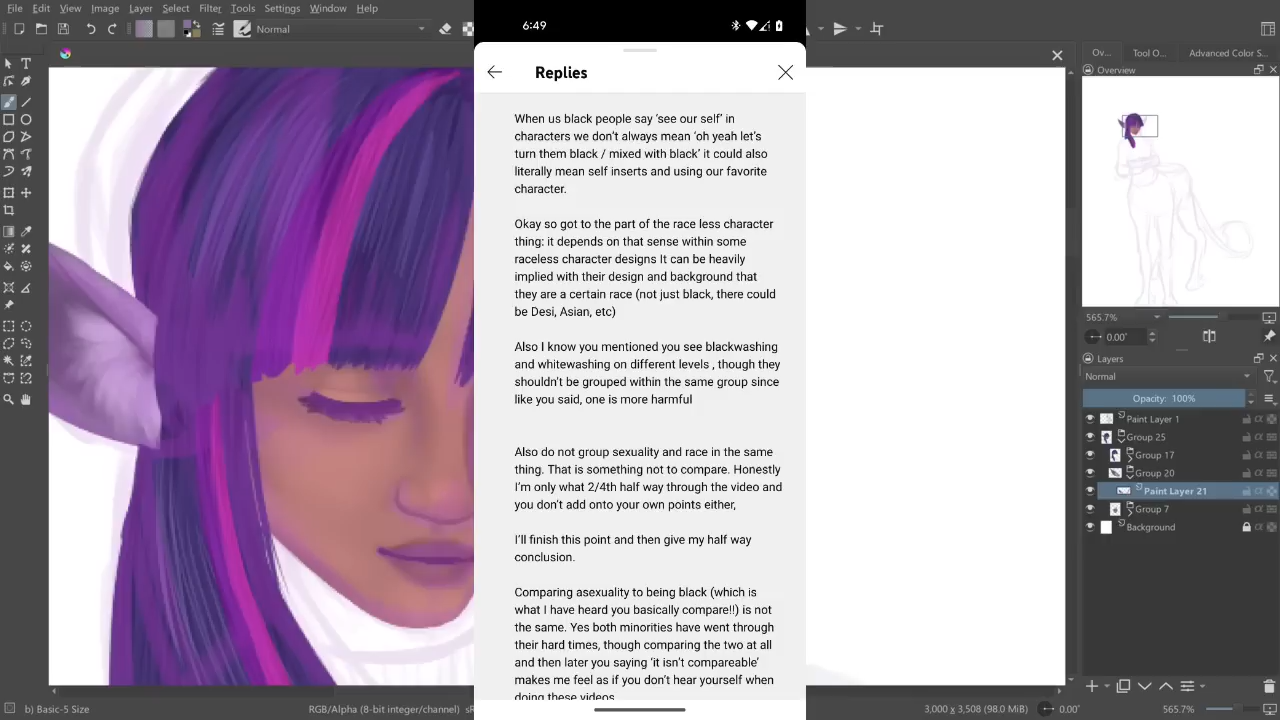 File Edit Animation Layer Select View Filter Window Help
6:49
Normal
Replies
When us black people say ‘see our self’ in
characters we don’t always mean ‘oh yeah let’s
turn them black / mixed with black’ it could also
literally mean self inserts and using our favorite
character.
Okay so got to the part of the race less character
thing: it depends on that sense within some
raceless character designs It can be heavily
implied with their design and background that
they are a certain race (not just black, there could
be Desi, Asian, etc)
Also I know you mentioned you see blackwashing
and whitewashing on different levels , though they
shouldn’t be grouped within the same group since
like you said, one is more harmful
Also do not group sexuality and race in the same
thing. That is something not to compare. Honestly
I’m only what 2/4th half way through the video and
you don’t add onto your own points either,
I’ll finish this point and then give my half way
conclusion.
Comparing asexuality to being black (which is
what I have heard you basically compare!!) is not
the same. Yes both minorities have went through
their hard times, though comparing the two at all
and then later you saying ‘it isn’t compareable’
makes me feel as if you don’t hear yourself when
doing these videos
Ov... Tool O... Advanced Color S...
Overview
565.7%
0.00°
Layers
Normal
Opacity: 100%
Paint Layer 1
Group 25
Group 17
Group 20
Paint Layer 21
Group 7
Background
b) Basic-5 Size
RGB/Alpha (8-bit
3,000 x 3,508 (98.0 MiB)
0.00°
565.7%